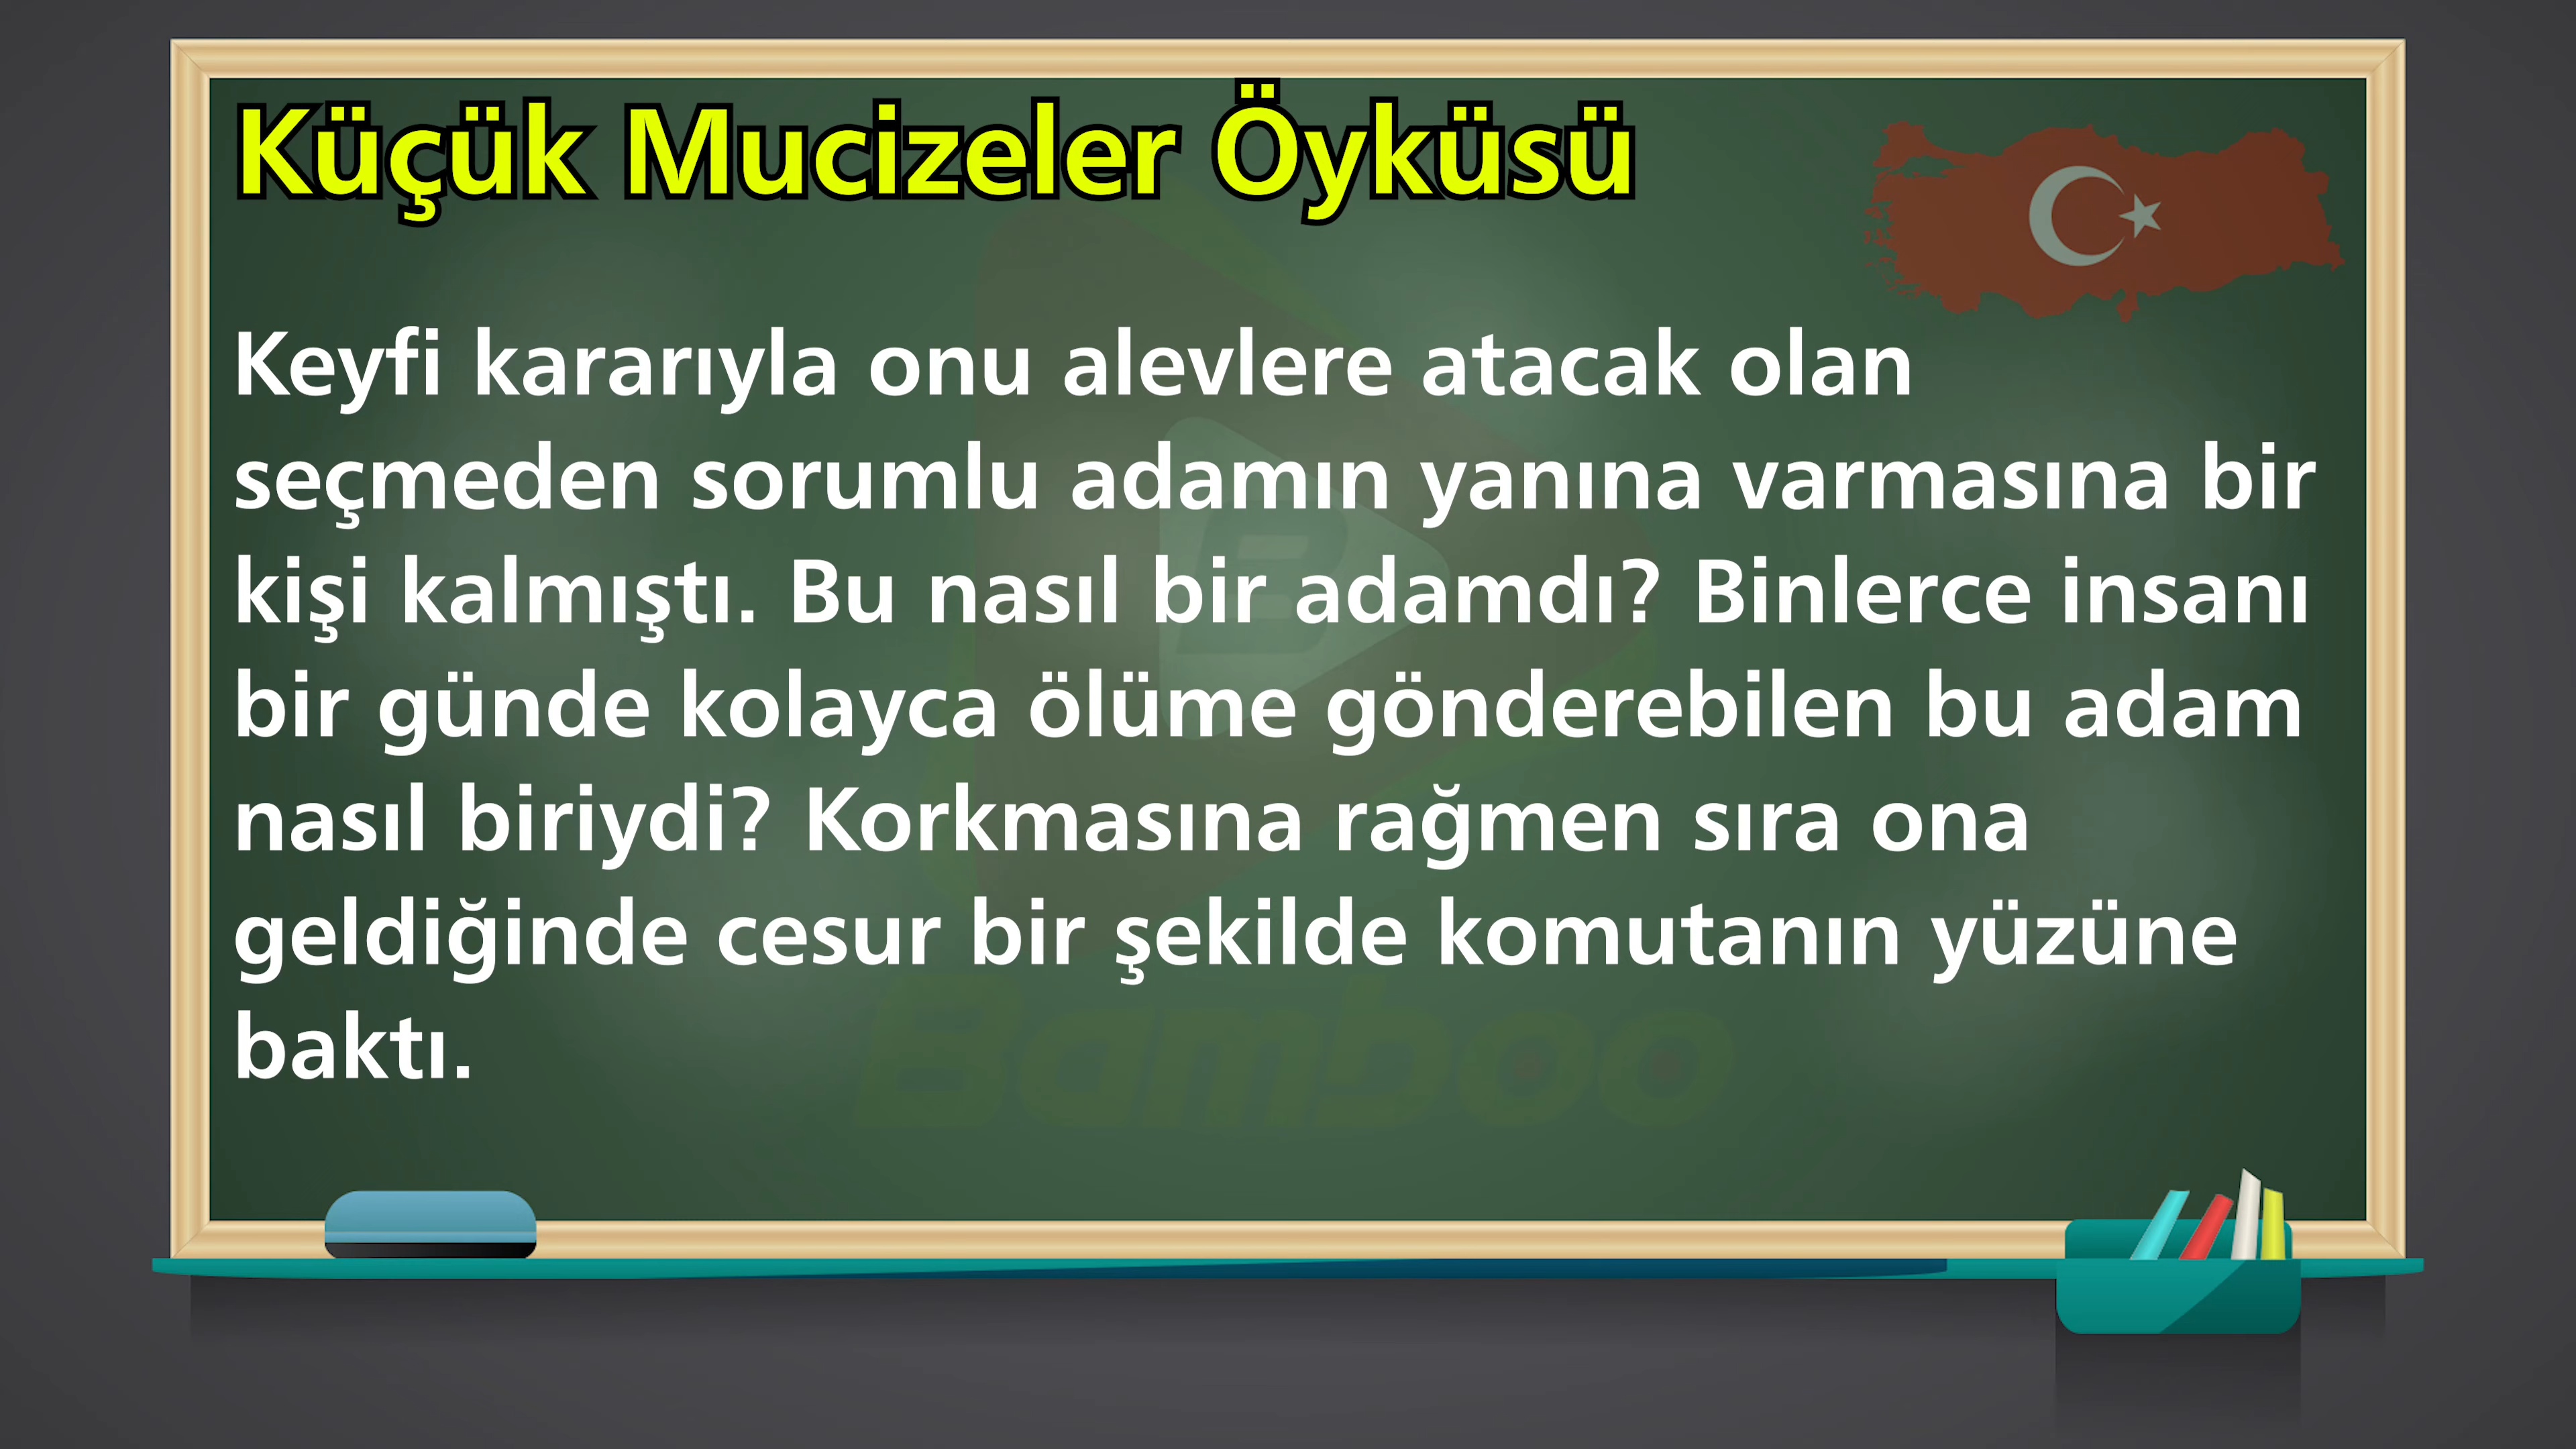 Küçük Mucizeler Öyküsü
Keyfi kararıyla onu alevlere atacak olan
seçmeden sorumlu adamın yanına varmasına bir
kişi kalmıştı. Bu nasıl bir adamdı? Binlerce insanı
bir günde kolayca ölüme gönderebilen bu adam
nasıl biriydi? Korkmasına rağmen sıra ona
geldiğinde cesur bir şekilde komutanın yüzüne
baktı.
B
Bamboo